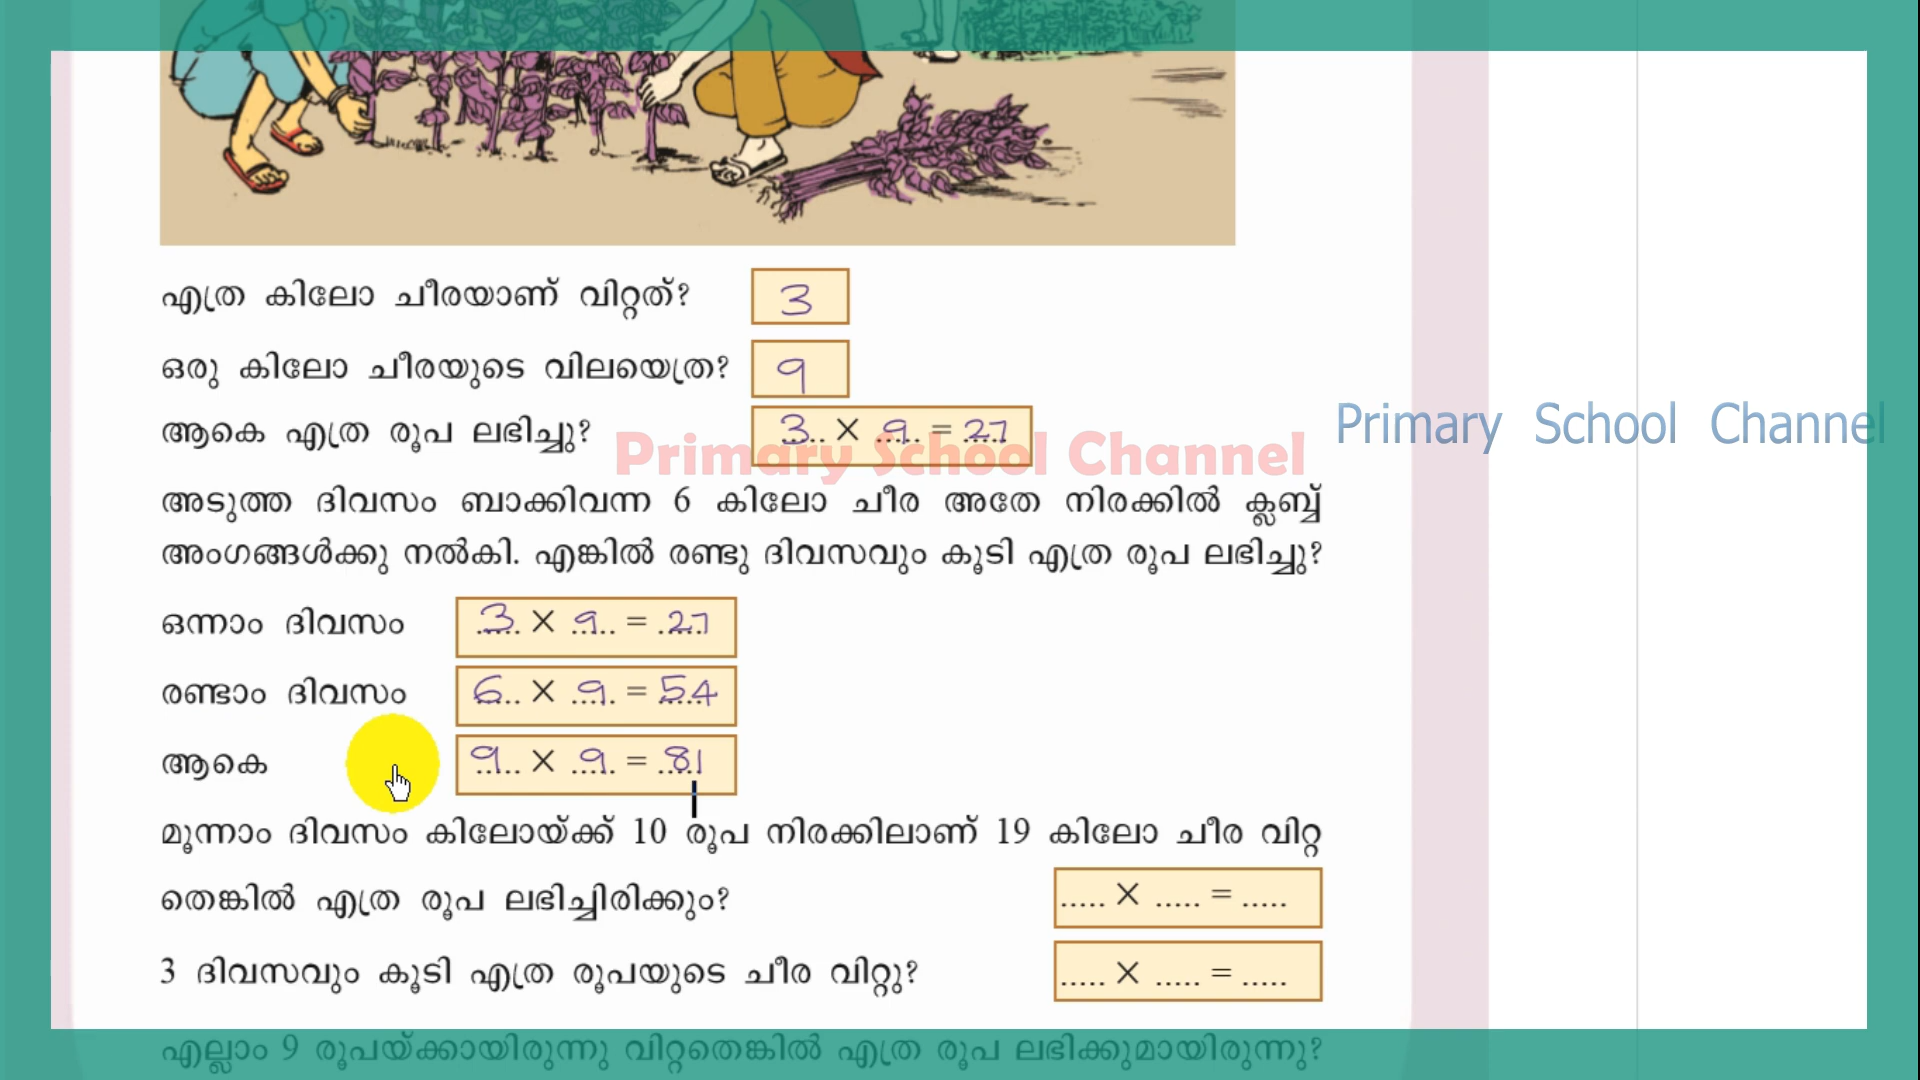 എത്ര കിലോ ചീരയാണ് വിറ്റത്? 3
ഒരു കിലോ ചീരയുടെ വിലയെത്ര? 9
ആകെ എത്ര രൂപ ലഭിച്ചു? 3 × 9 = 27
Primary School Channel
Primary School Channel
അടുത്ത ദിവസം ബാക്കിവന്ന 6 കിലോ ചീര അതേ നിരക്കിൽ ക്ലബ്ബ്
അംഗങ്ങൾക്കു നൽകി. എങ്കിൽ രണ്ടു ദിവസവും കൂടി എത്ര രൂപ ലഭിച്ചു?
ഒന്നാം ദിവസം 3 × 9 = 27
രണ്ടാം ദിവസം 6 × 9 = 54
ആകെ 9 × 9 = 81
മൂന്നാം ദിവസം കിലോയ്ക്ക് 10 രൂപ നിരക്കിലാണ് 19 കിലോ ചീര വിറ്റ
തെങ്കിൽ എത്ര രൂപ ലഭിച്ചിരിക്കും? ..... × ..... = .....
3 ദിവസവും കൂടി എത്ര രൂപയുടെ ചീര വിറ്റു? ..... × ..... = .....
എല്ലാം 9 രൂപയ്ക്കായിരുന്നു വിറ്റതെങ്കിൽ എത്ര രൂപ ലഭിക്കുമായിരുന്നു?